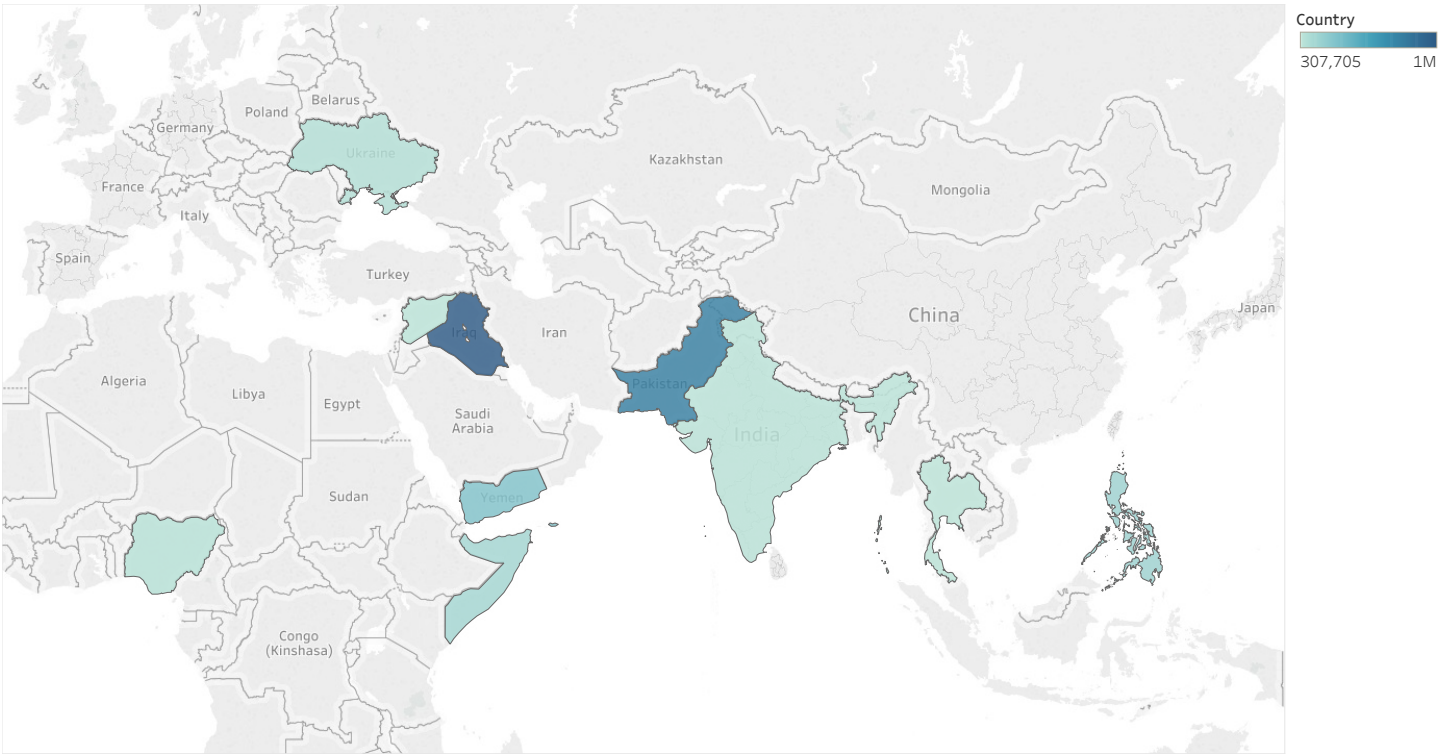 Country
307,705 1M
Belarus
Poland
Germany
Ukraine
Kazakhstan
France
Mongolia
Italy
Spain
Turkey
Japan
China
Iraq
Iran
Algeria
Pakistan
Libya
Egypt
Saudi
Arabia
India
Sudan
Yemen
Congo
(Kinshasa)